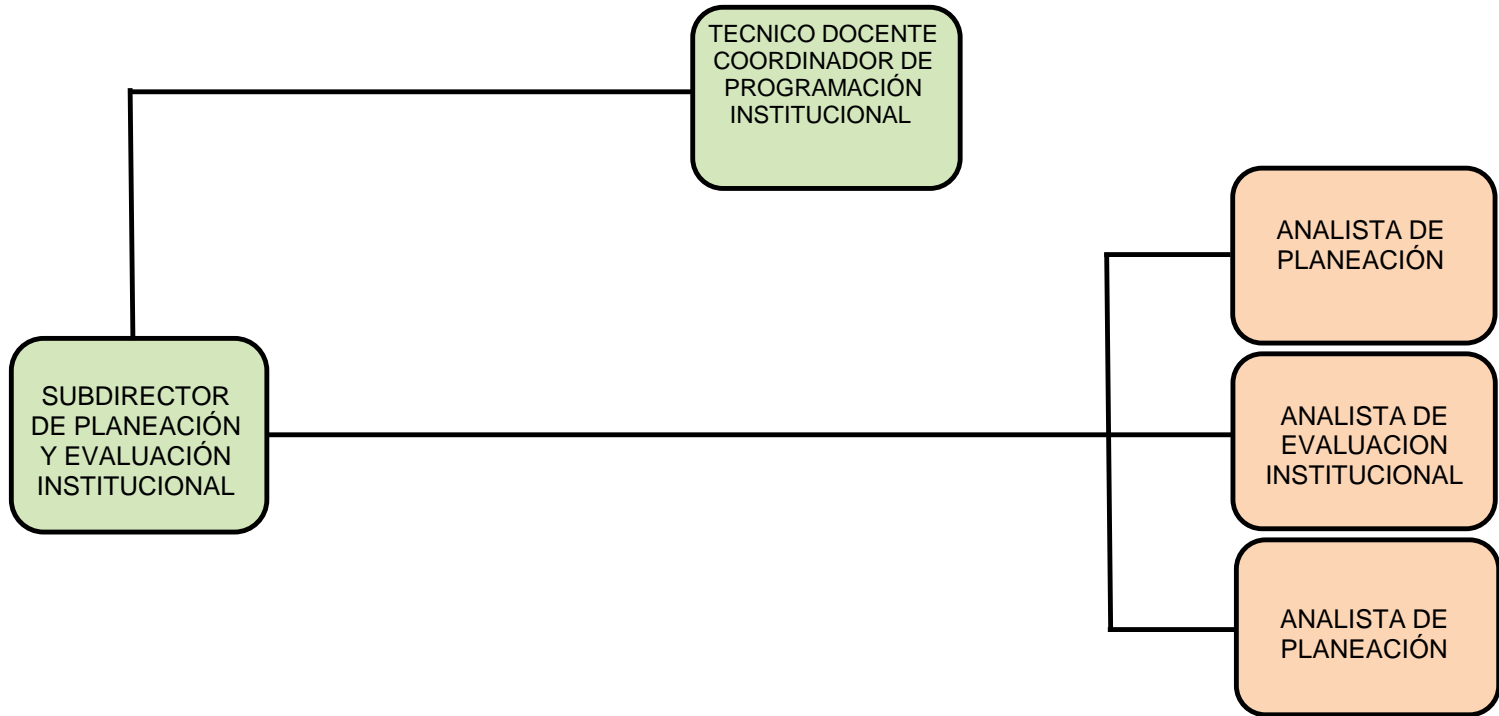 TECNICO DOCENTE
COORDINADOR DE
PROGRAMACIÓN
INSTITUCIONAL
ANALISTA DE
PLANEACIÓN
SUBDIRECTOR
DE PLANEACIÓN
Y EVALUACIÓN
INSTITUCIONAL
ANALISTA DE
EVALUACION
INSTITUCIONAL
ANALISTA DE
PLANEACIÓN